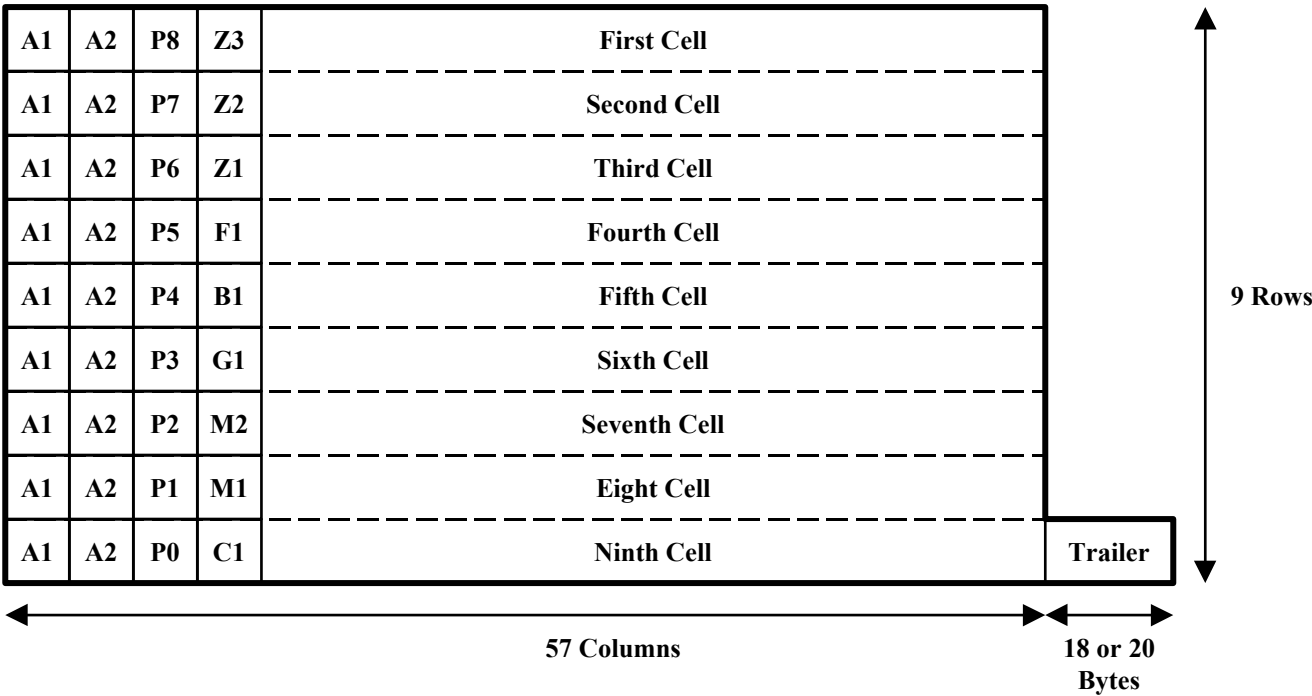 A1 A2 P8 Z3 First Cell
A1 A2 P7 Z2 Second Cell
A1 A2 P6 Z1 Third Cell
A1 A2 P5 F1 Fourth Cell
A1 A2 P4 B1 Fifth Cell
9 Rows
A1 A2 P3 G1 Sixth Cell
A1 A2 P2 M2 Seventh Cell
A1 A2 P1 M1 Eight Cell
A1 A2 P0 C1 Ninth Cell Trailer
57 Columns
18 or 20
Bytes